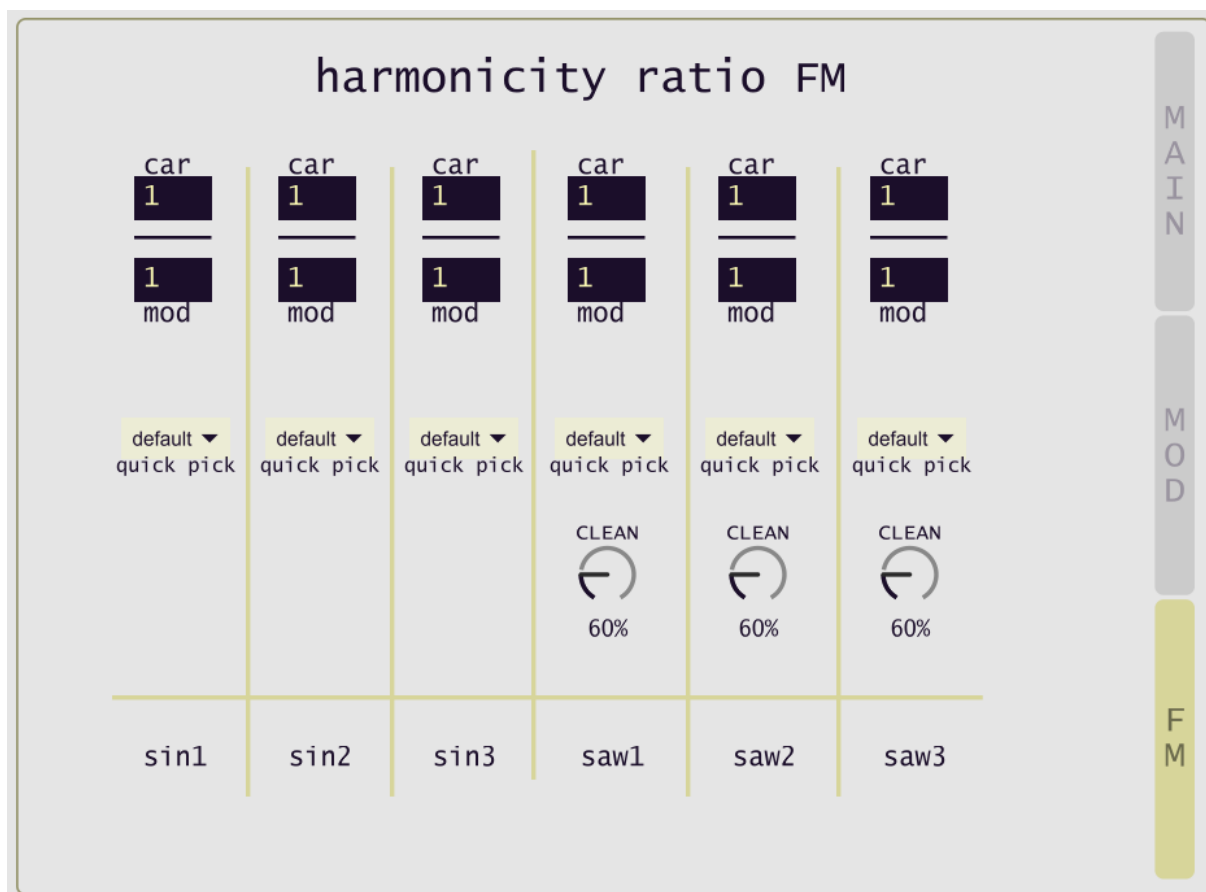 harmonicity ratio FM
car car car car car car
1 1 1 1 1 1
1 1 1 1 1 1
mod mod mod mod mod mod
default default default default default default
quick pick quick pick quick pick quick pick quick pick quick pick
CLEAN CLEAN CLEAN
60% 60% 60%
sin1 sin2 sin3 saw1 saw2 saw3
MAIN
MOD
FM